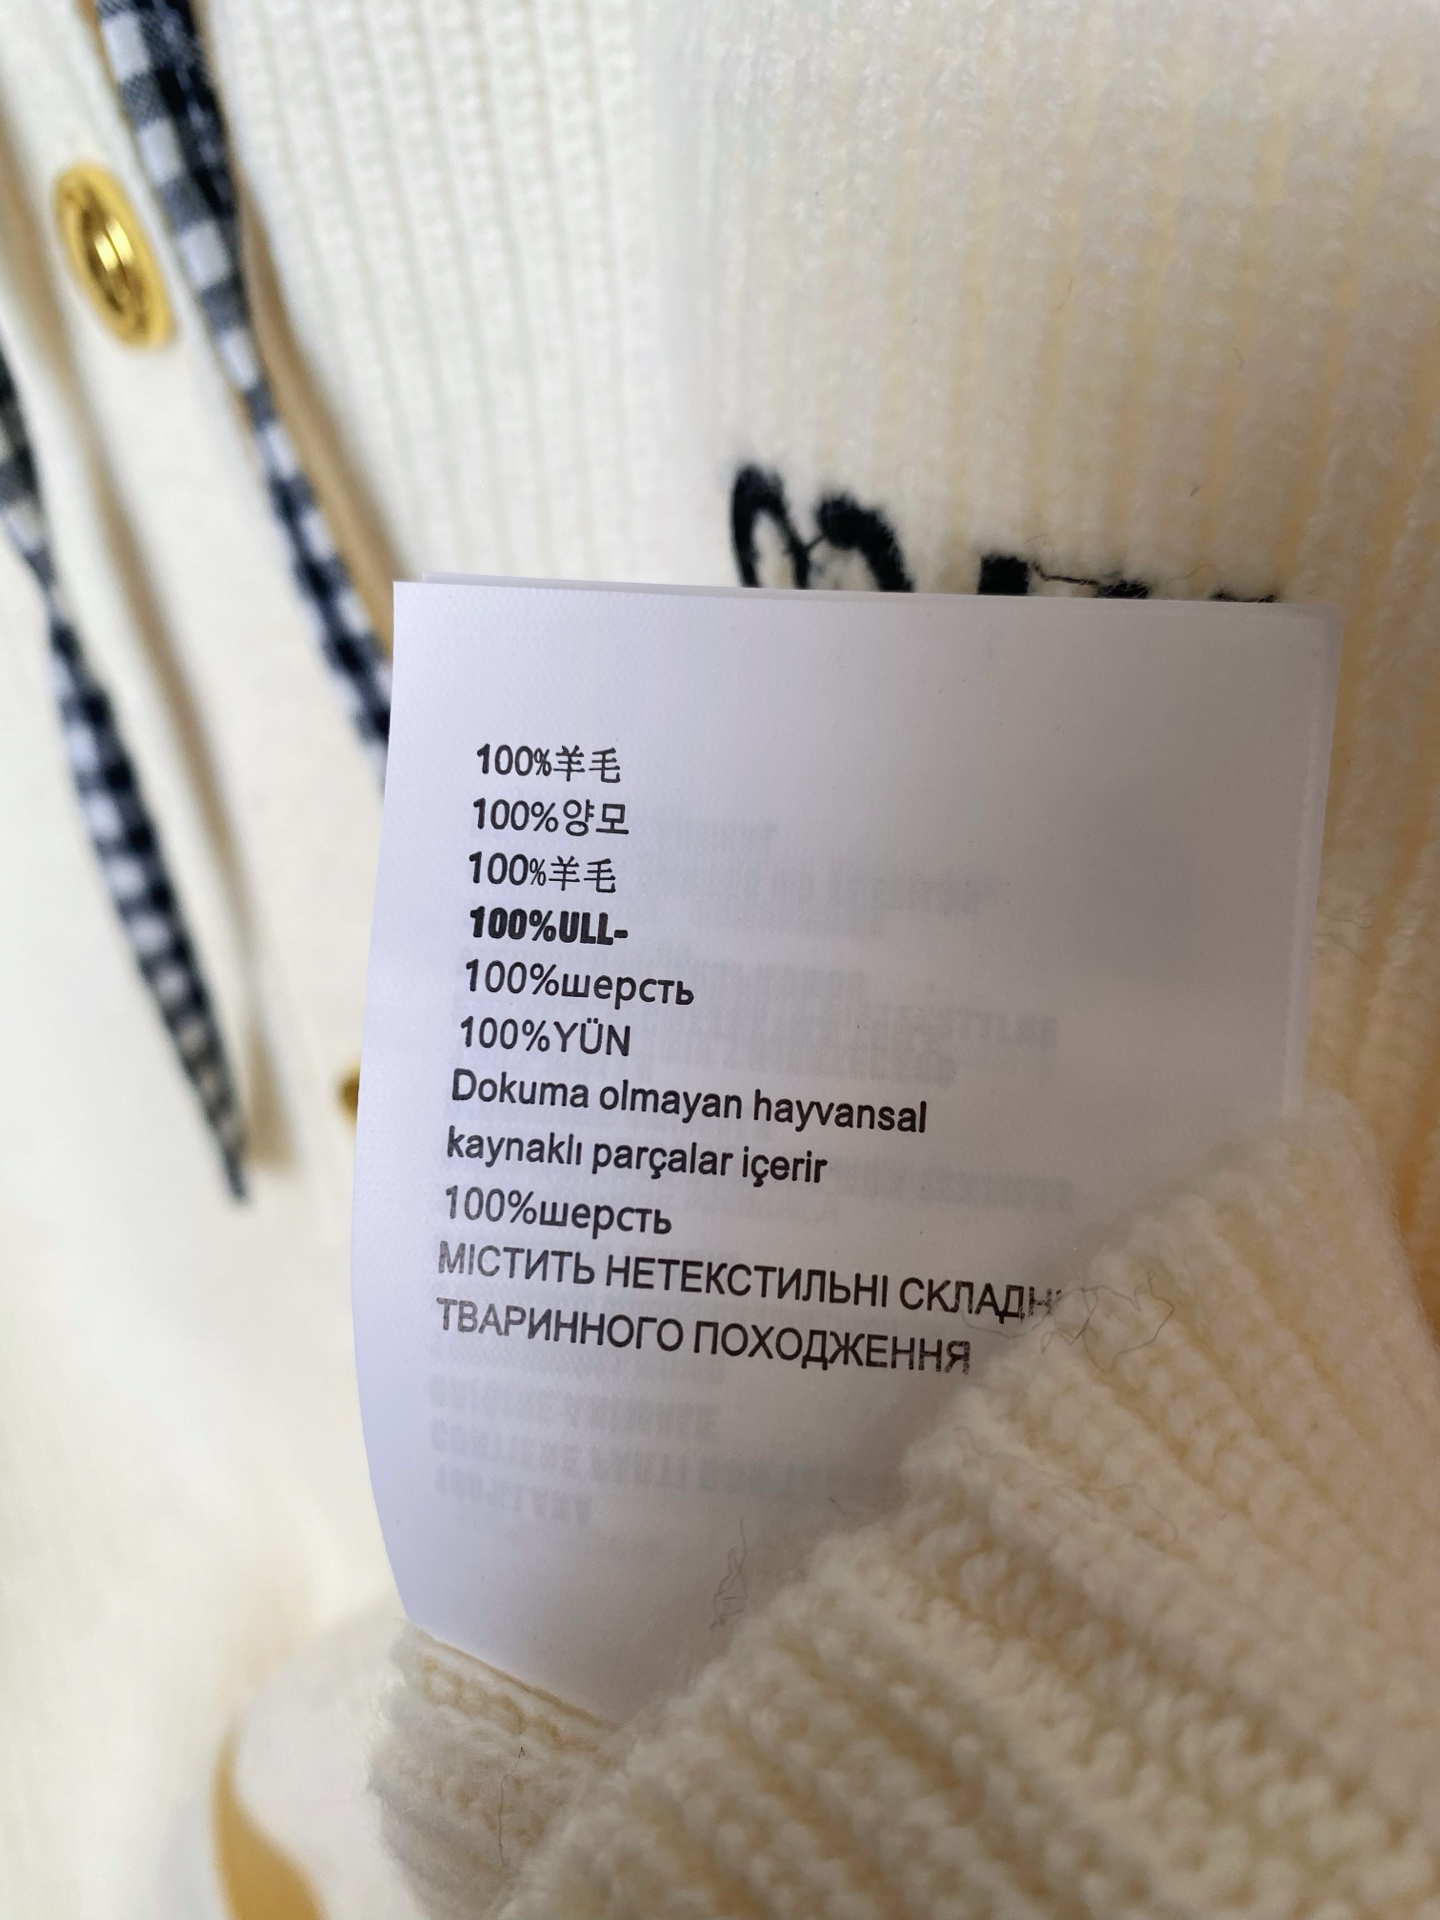 100%羊毛
100%양모
100%羊毛
100%ULL-
100%шерсть
100%YÜN
Dokuma olmayan hayvansal
kaynaklı parçalar içerir
100%шерсть
МІСТИТЬ НЕТЕКСТИЛЬНІ
ТВАРИННОГО ПОХОДЖЕННЯ